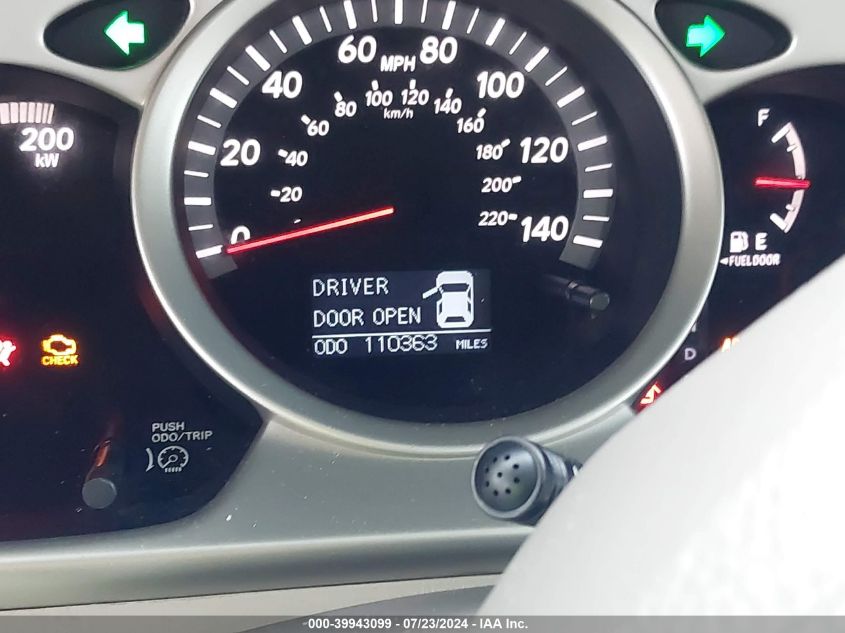 200
kW
0
20
40
60
80
100
120
140
MPH
20
40
60
80
100
120
140
160
180
200
220
km/h
F
E
◄FUEL DOOR
DRIVER
DOOR OPEN
ODO 110363 MILES
CHECK
D
PUSH
ODO/TRIP
000-39943099 - 07/23/2024 - IAA Inc.